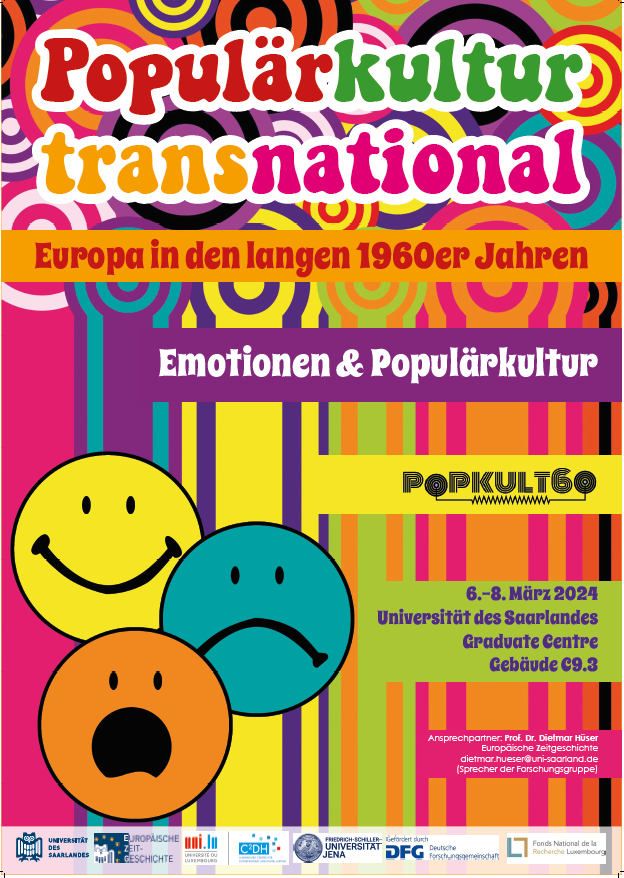 Populärkultur
transnational
Europa in den langen 1960er Jahren
Emotionen & Populärkultur
POPKULT60
6.-8. März 2024
Universität des Saarlandes
Graduate Centre
Gebäude C9.3
Ansprechpartner: Prof. Dr. Dietmar Hüser
Europäische Zeitgeschichte
dietmar.hueser@uni-saarland.de
(Sprecher der Forschungsgruppe)
UNIVERSITÄT
DES
SAARLANDES
EUROPÄISCHE
ZEIT-
GESCHICHTE
uni.lu
UNIVERSITÉ DU
LUXEMBOURG
C²DH
FRIEDRICH-SCHILLER-
UNIVERSITÄT
JENA
Gefördert durch
DFG Deutsche
Forschungsgemeinschaft
Fonds National de la
Recherche Luxembourg